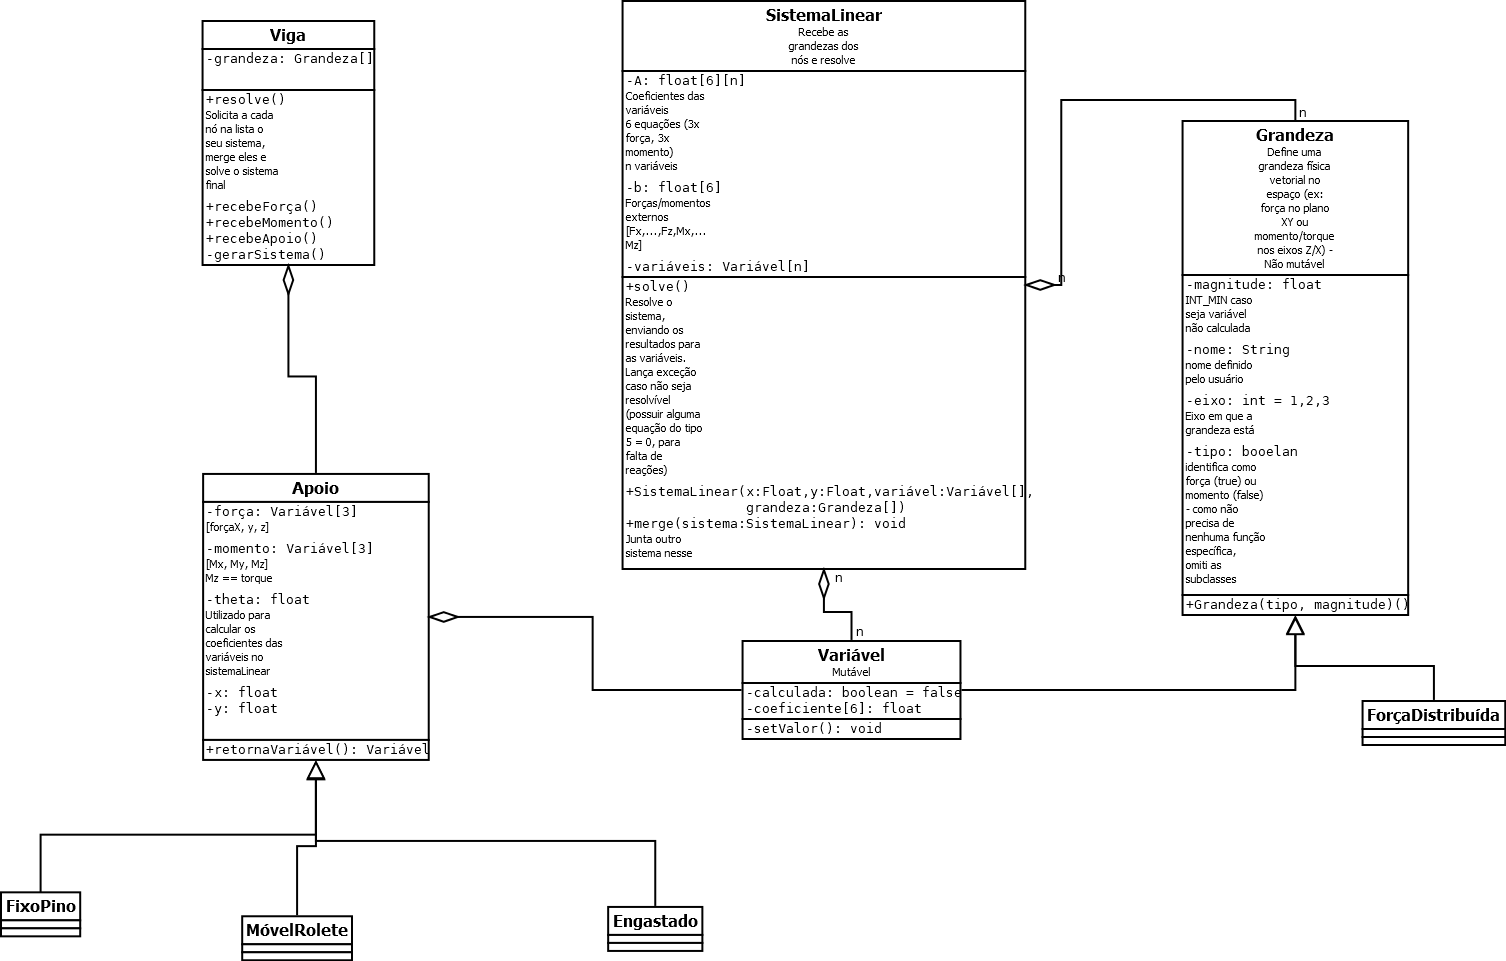 Viga
-grandeza: Grandeza[]
+resolve()
Solicita a cada
nó na lista o
seu sistema,
merge eles e
solve o sistema
final
+recebeForça()
+recebeMomento()
+recebeApoio()
-gerarSistema()
SistemaLinear
Recebe as
grandezas dos
nós e resolve
-A: float[6][n]
Coeficientes das
variáveis
6 equações (3x
força, 3x
momento)
n variáveis
-b: float[6]
Forças/momentos
externos
[Fx,...,Fz,Mx,...
Mz]
-variáveis: Variável[n]
+solve()
Resolve o
sistema,
enviando os
resultados para
as variáveis.
Lança exceção
caso não seja
resolvível
(possuir alguma
equação do tipo
5 = 0, para
falta de
reações)
+SistemaLinear(x:Float,y:Float,variável:Variável[],
grandeza:Grandeza[])
+merge(sistema:SistemaLinear): void
Junta outro
sistema nesse
n
n
Grandeza
Define uma
grandeza física
vetorial no
espaço (ex:
força no plano
XY ou
momento/torque
nos eixos Z/X) -
Não mutável
-magnitude: float
INT_MIN caso
seja variável
não calculada
-nome: String
nome definido
pelo usuário
-eixo: int = 1,2,3
Eixo em que a
grandeza está
-tipo: booelan
identifica como
força (true) ou
momento (false)
- como não
precisa de
nenhuma função
específica,
omiti as
subclasses
+Grandeza(tipo, magnitude)()
Apoio
-força: Variável[3]
[forçaX, y, z]
-momento: Variável[3]
[Mx, My, Mz]
Mz == torque
-theta: float
Utilizado para
calcular os
coeficientes das
variáveis no
sistemaLinear
-x: float
-y: float
+retornaVariável(): Variável
n
n
Variável
Mutável
-calculada: boolean = false
-coeficiente[6]: float
-setValor(): void
ForçaDistribuída
FixoPino
MóvelRolete
Engastado